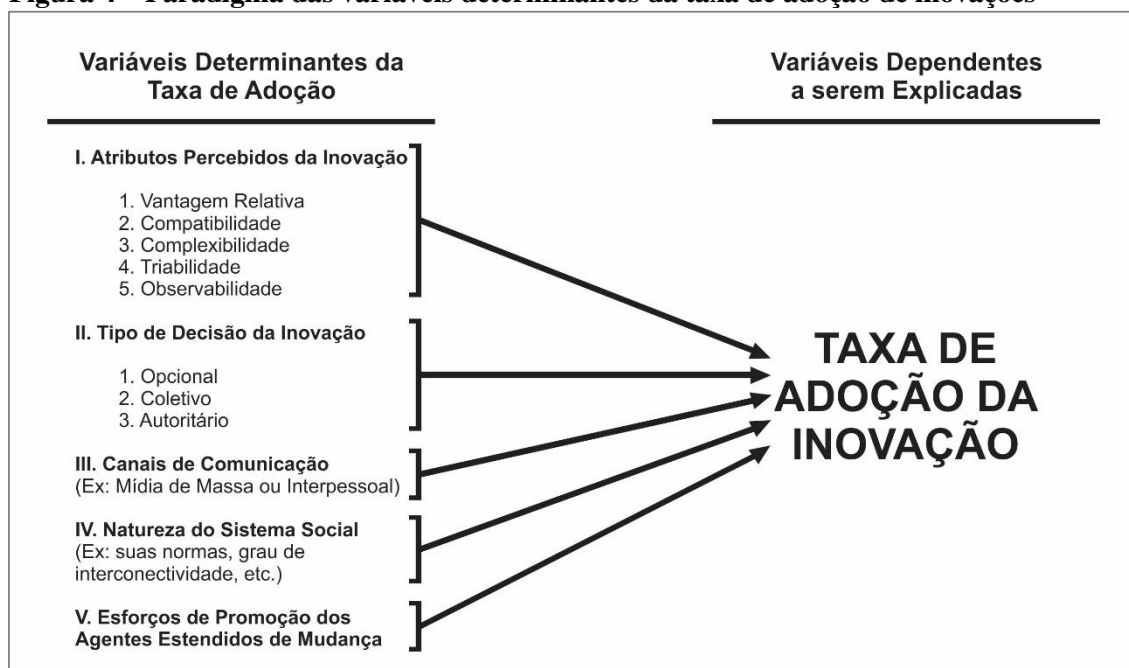 Figura 4 – Paradigma das variáveis determinantes da taxa de adoção de inovações
Variáveis Determinantes da
Taxa de Adoção
Variáveis Dependentes
a serem Explicadas
I. Atributos Percebidos da Inovação
1. Vantagem Relativa
2. Compatibilidade
3. Complexibilidade
4. Triabilidade
5. Observabilidade
II. Tipo de Decisão da Inovação
1. Opcional
2. Coletivo
3. Autoritário
III. Canais de Comunicação
(Ex: Mídia de Massa ou Interpessoal)
IV. Natureza do Sistema Social
(Ex: suas normas, grau de
interconectividade, etc.)
V. Esforços de Promoção dos
Agentes Estendidos de Mudança
TAXA DE
ADOÇÃO DA
INOVAÇÃO